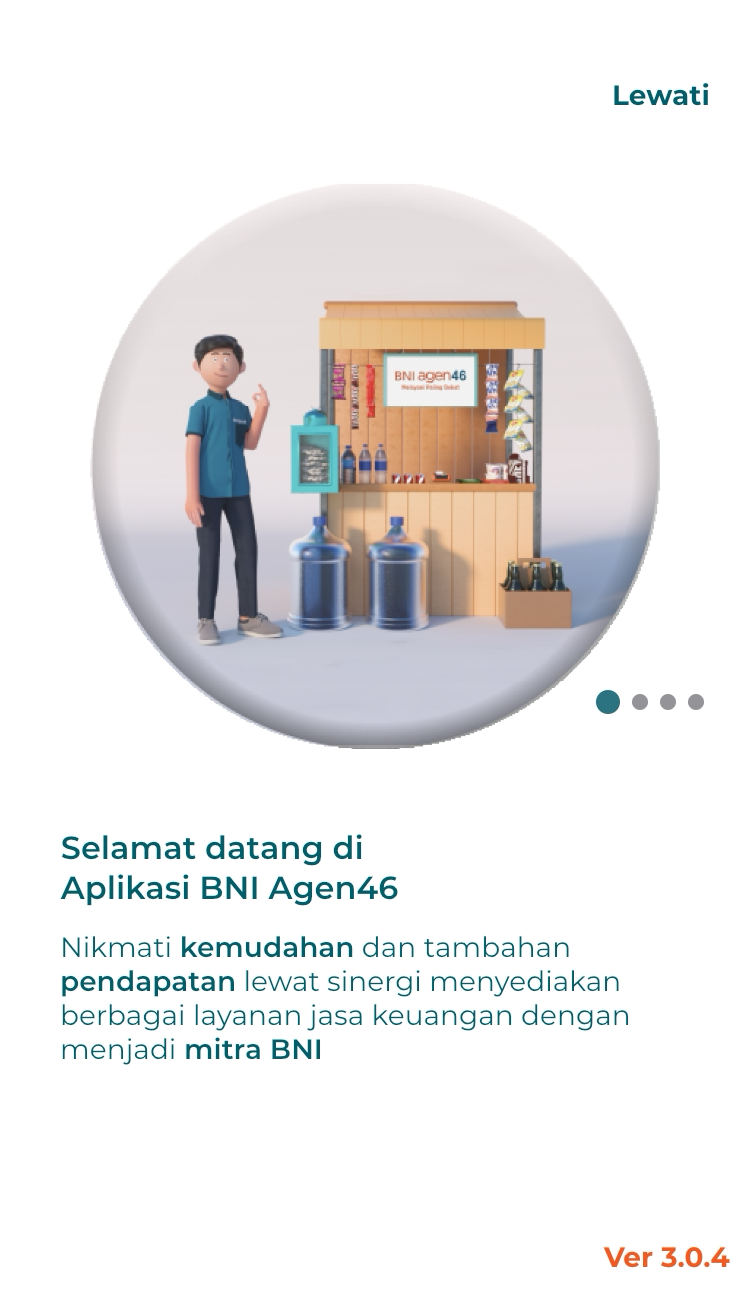 Lewati
BNI agen46
Melayani Paling Dekat
Selamat datang di
Aplikasi BNI Agen46
Nikmati kemudahan dan tambahan
pendapatan lewat sinergi menyediakan
berbagai layanan jasa keuangan dengan
menjadi mitra BNI
Ver 3.0.4